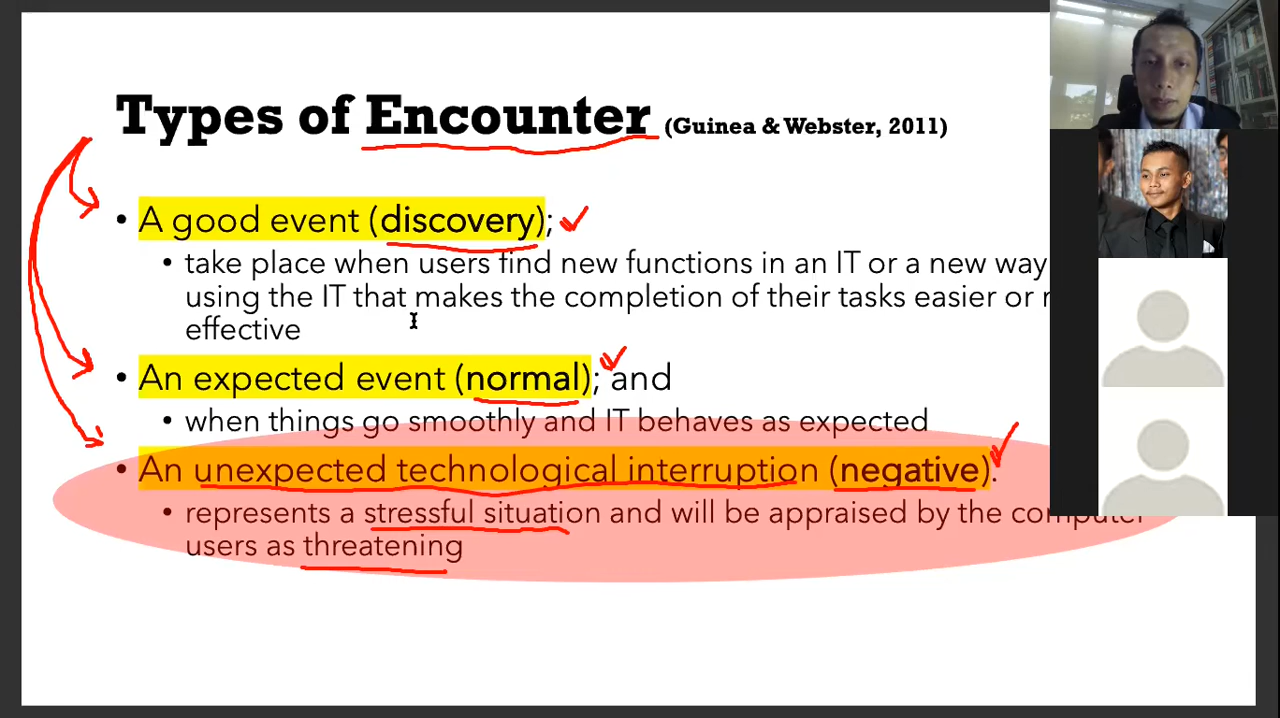 Types of Encounter (Guinea & Webster, 2011)
• A good event (discovery);
• take place when users find new functions in an IT or a new way
using the IT that makes the completion of their tasks easier or
effective
• An expected event (normal); and
• when things go smoothly and IT behaves as expected
• An unexpected technological interruption (negative).
• represents a stressful situation and will be appraised by the computer
users as threatening